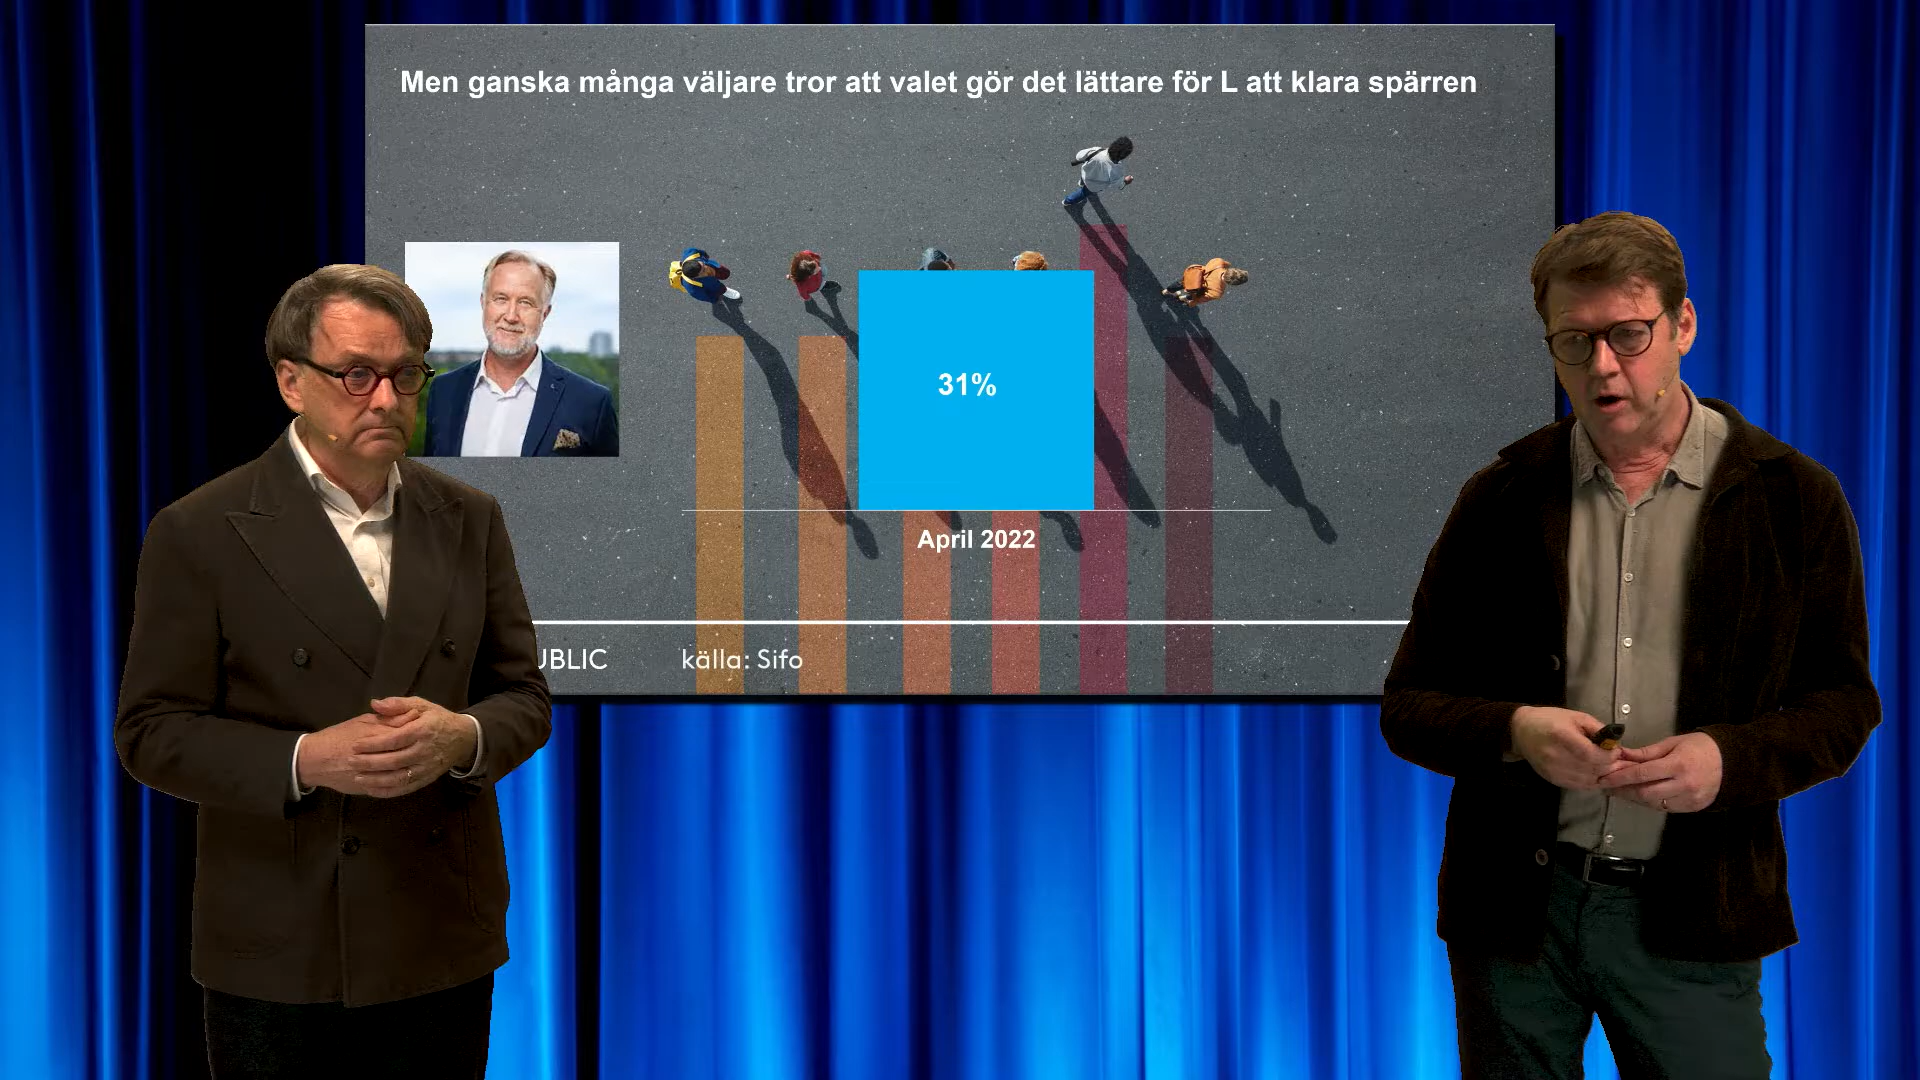 Men ganska många väljare tror att valet gör det lättare för L att klara spärren
31%
April 2022
källa: Sifo